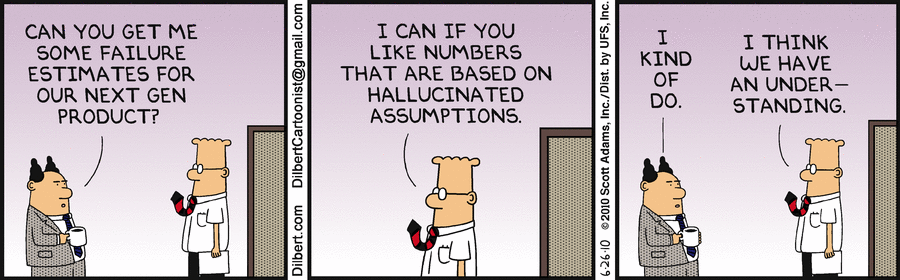 CAN YOU GET ME
SOME FAILURE
ESTIMATES FOR
OUR NEXT GEN
PRODUCT?
Dilbert.com DilbertCartoonist@gmail.com
I CAN IF YOU
LIKE NUMBERS
THAT ARE BASED ON
HALLUCINATED
ASSUMPTIONS.
6-26-10 ©2010 Scott Adams, Inc./Dist. by UFS, Inc.
I
KIND
OF
DO.
I THINK
WE HAVE
AN UNDER-
STANDING.